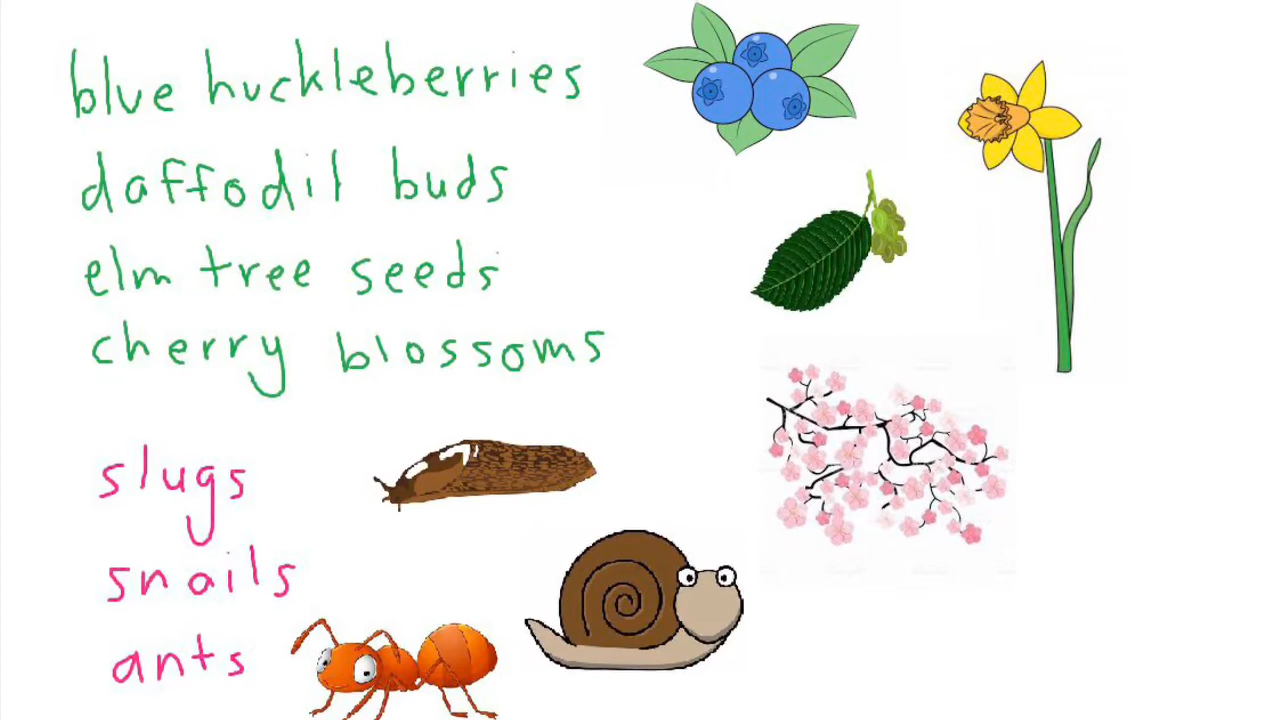 blue huckleberries
daffodil buds
elm tree seeds
cherry blossoms
slugs
snails
ants